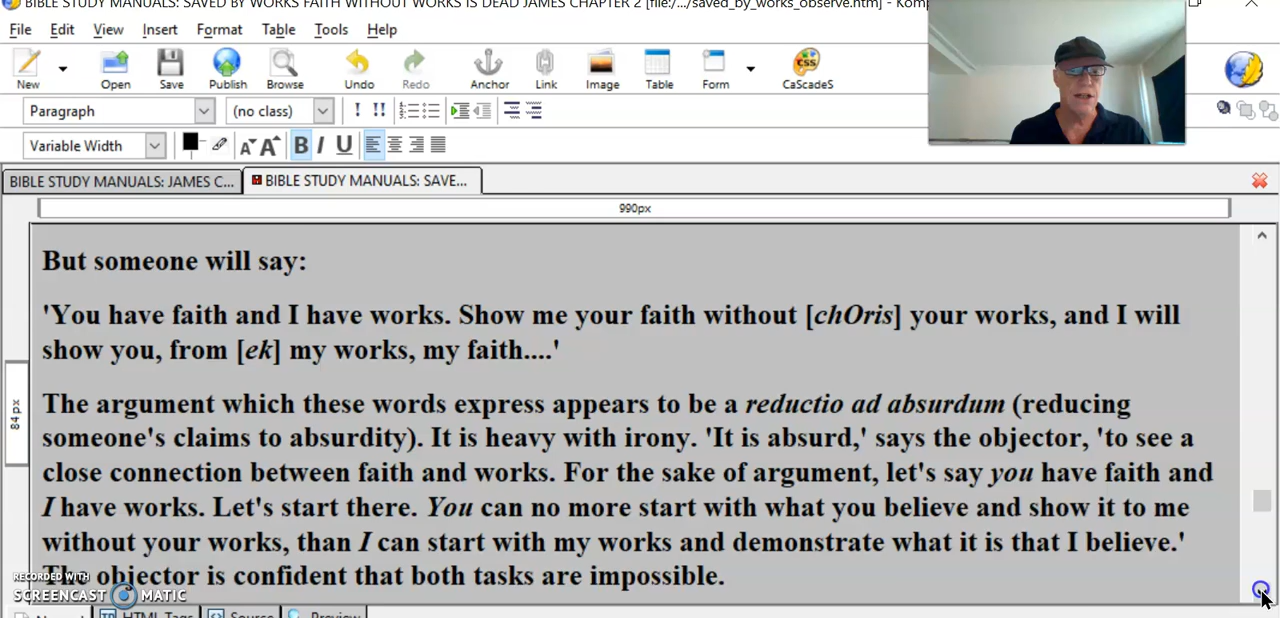 BIBLE STUDY MANUALS: SAVED BY WORKS FAITH WITHOUT WORKS IS DEAD JAMES CHAPTER 2 [file:/.../saved_by_works_observe.htm] -
File Edit View Insert Format Table Tools Help
New Open Save Publish Browse Undo Redo Anchor Link Image Table Form CaScadeS
Paragraph (no class) ! !!
Variable Width A A B I U
BIBLE STUDY MANUALS: JAMES C... BIBLE STUDY MANUALS: SAVE...
990px
But someone will say:
'You have faith and I have works. Show me your faith without [chOris] your works, and I will
show you, from [ek] my works, my faith....'
The argument which these words express appears to be a reductio ad absurdum (reducing
someone's claims to absurdity). It is heavy with irony. 'It is absurd,' says the objector, 'to see a
close connection between faith and works. For the sake of argument, let's say you have faith and
I have works. Let's start there. You can no more start with what you believe and show it to me
without your works, than I can start with my works and demonstrate what it is that I believe.'
The objector is confident that both tasks are impossible.
84px
RECORDED WITH
SCREENCAST MATIC
HTML Tags Source Preview